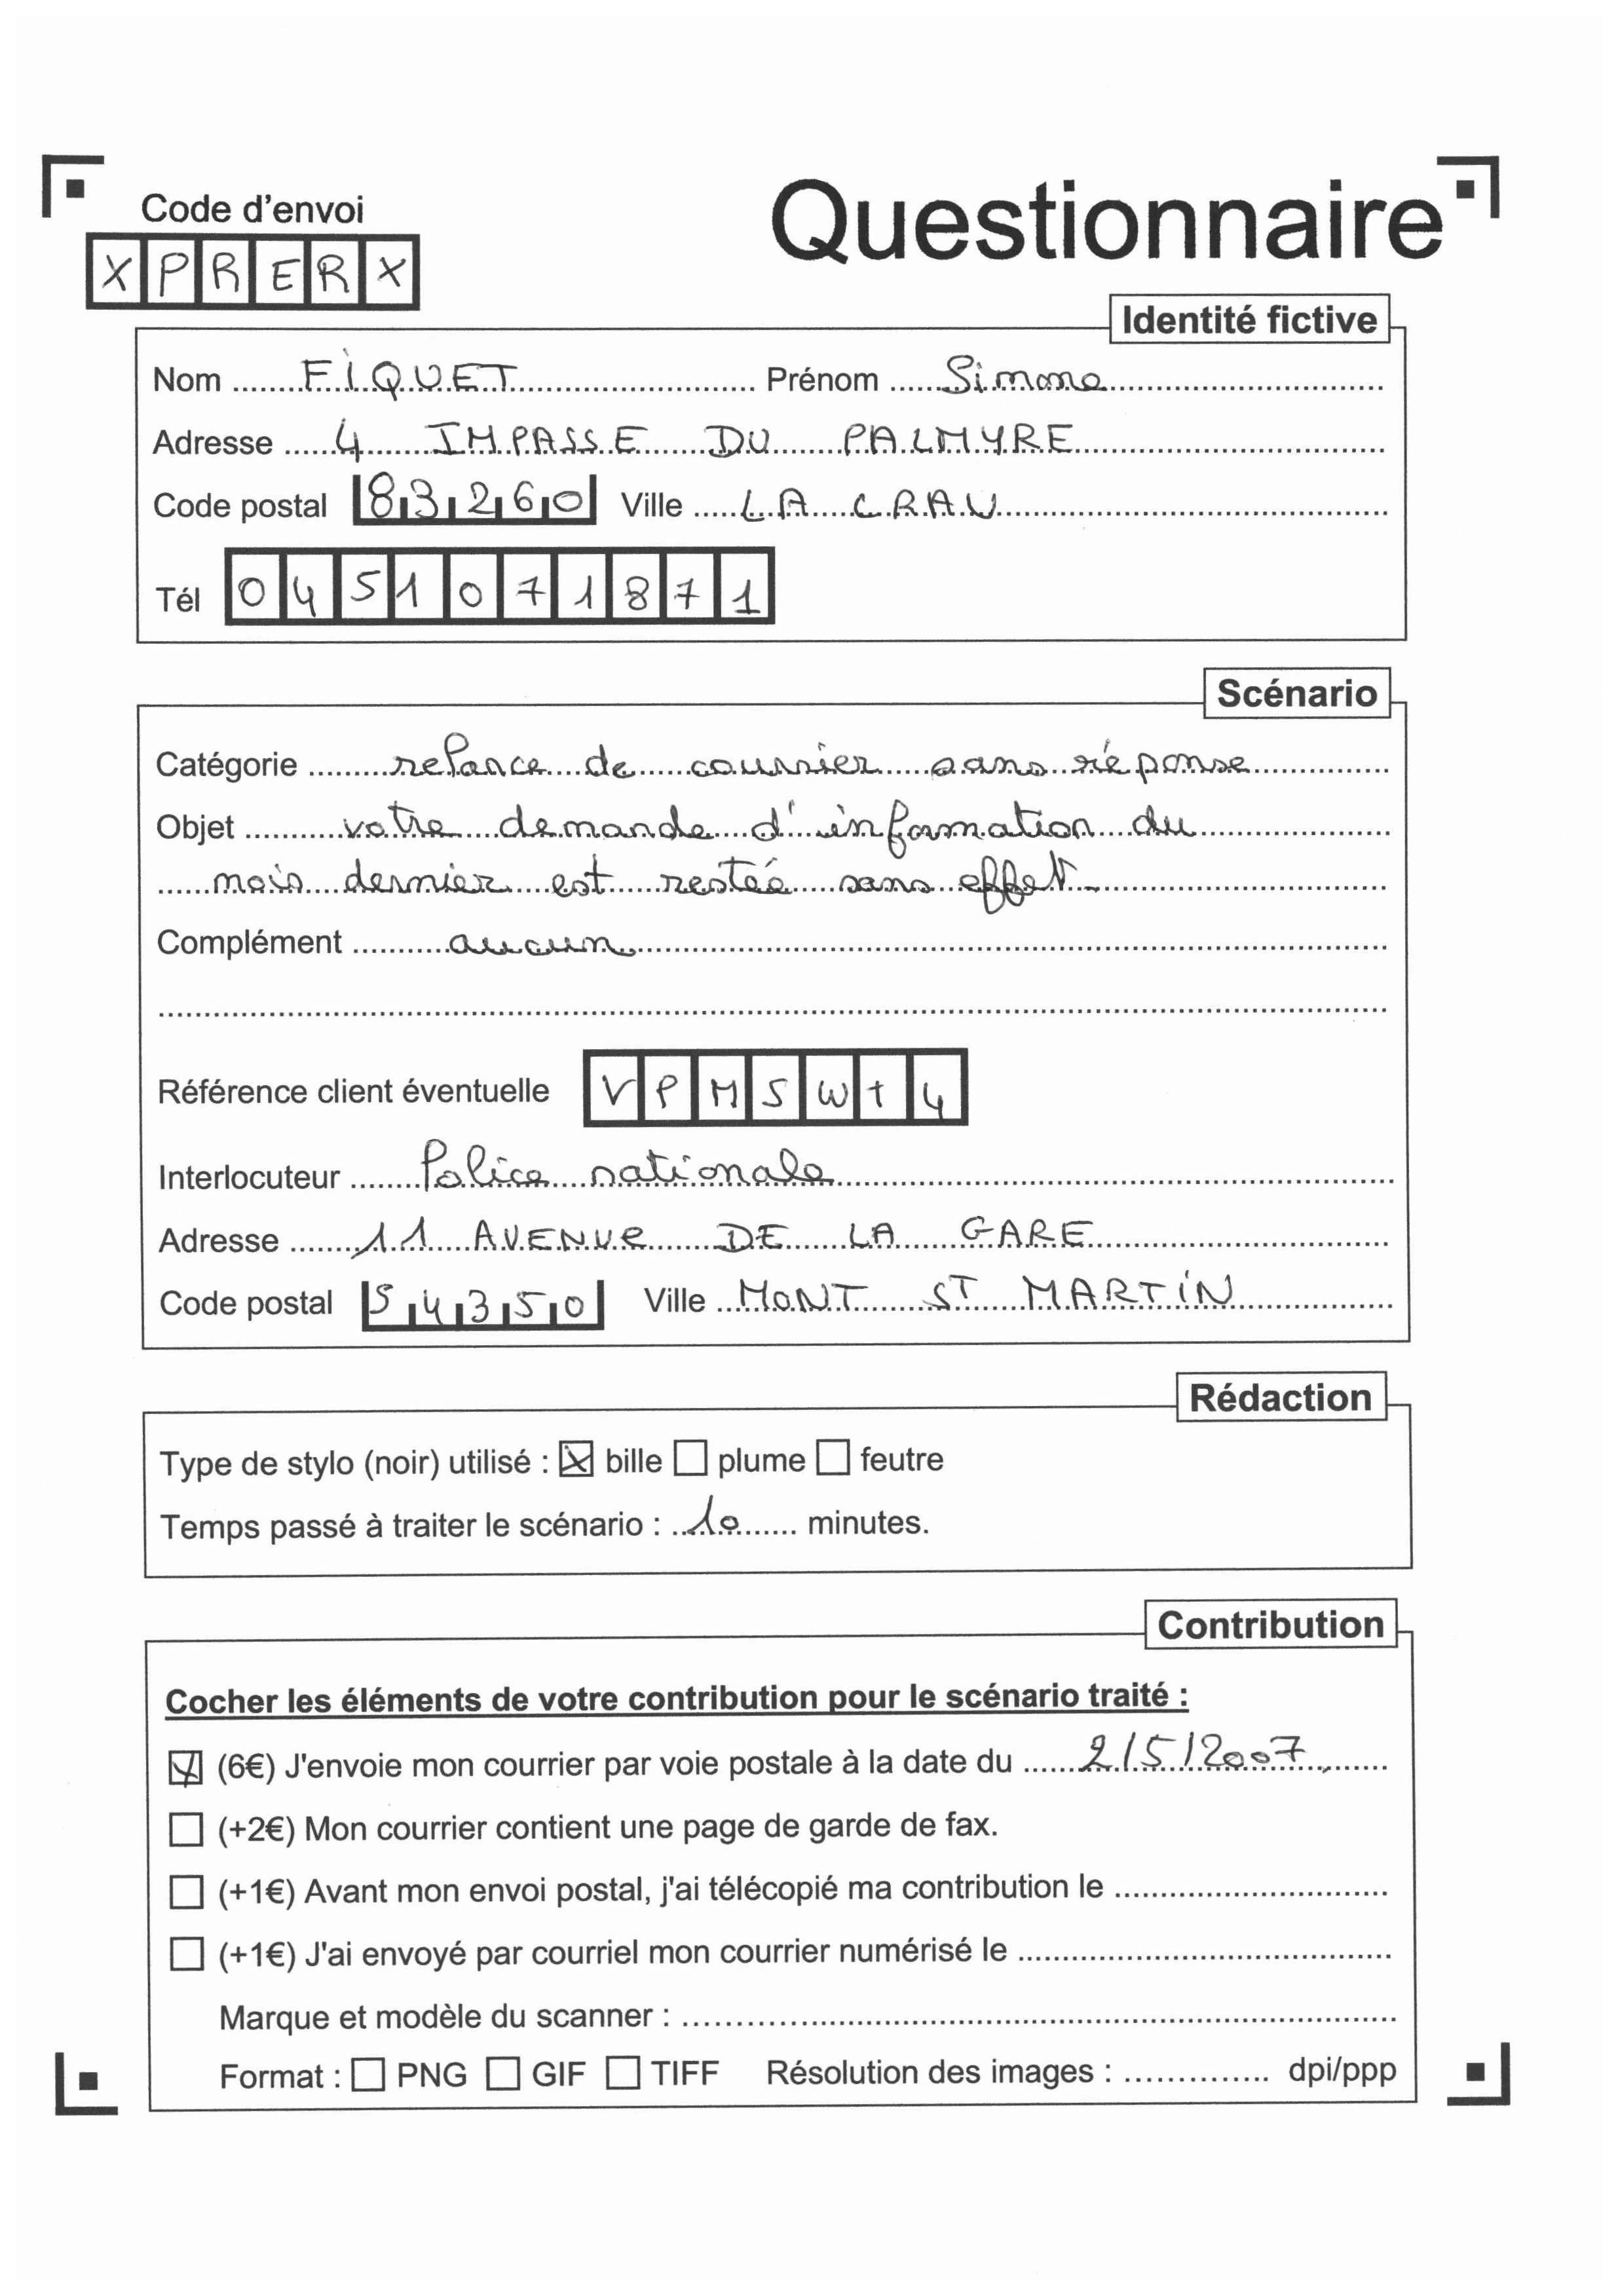 Code d'envoi
Questionnaire
XPRERX
Identité fictive
Nom FIQUET Prénom Simone
Adresse 4 IMPASSE DU PALMYRE
Code postal 83260 Ville LA CRAU
Tél 0451071871
Scénario
Catégorie relance de courrier sans réponse
Objet votre demande d'information du
mois dernier est restée sans effet.
Complément aucun
Référence client éventuelle VPMSWt4
Interlocuteur Police nationale
Adresse 11 AVENUE DE LA GARE
Code postal 54350 Ville MONT ST MARTIN
Rédaction
Type de stylo (noir) utilisé : ☒ bille ☐ plume ☐ feutre
Temps passé à traiter le scénario : 10 minutes.
Contribution
Cocher les éléments de votre contribution pour le scénario traité :
☒ (6€) J'envoie mon courrier par voie postale à la date du 2/5/2007
☐ (+2€) Mon courrier contient une page de garde de fax.
☐ (+1€) Avant mon envoi postal, j'ai télécopié ma contribution le
☐ (+1€) J'ai envoyé par courriel mon courrier numérisé le
Marque et modèle du scanner :
Format : ☐ PNG ☐ GIF ☐ TIFF Résolution des images : dpi/ppp